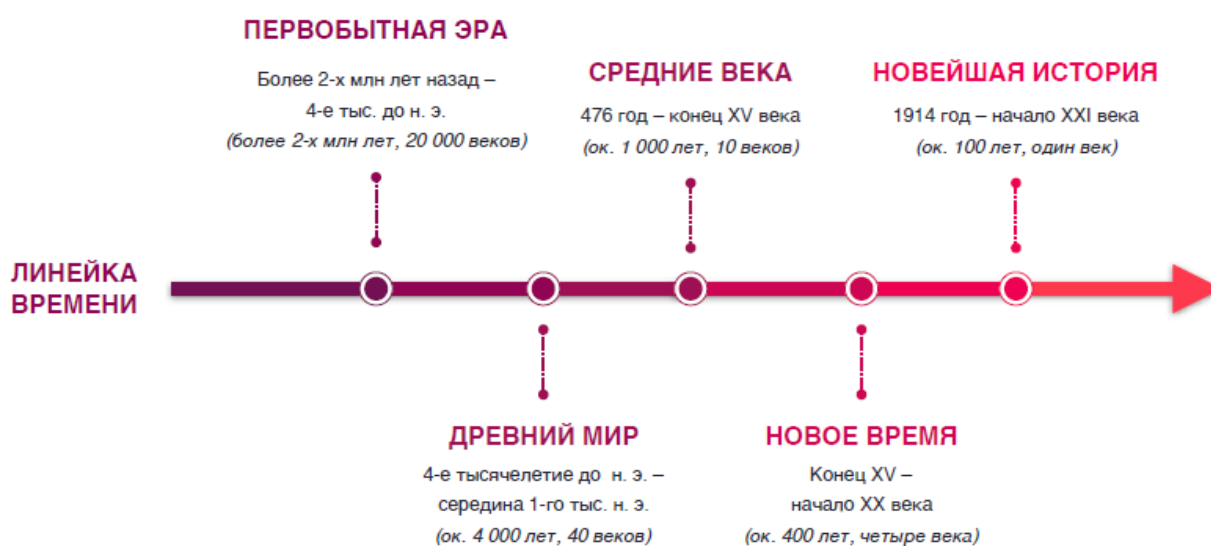 ПЕРВОБЫТНАЯ ЭРА
Более 2-х млн лет назад –
4-е тыс. до н. э.
(более 2-х млн лет, 20 000 веков)
СРЕДНИЕ ВЕКА
476 год – конец XV века
(ок. 1 000 лет, 10 веков)
НОВЕЙШАЯ ИСТОРИЯ
1914 год – начало XXI века
(ок. 100 лет, один век)
ЛИНЕЙКА
ВРЕМЕНИ
ДРЕВНИЙ МИР
4-е тысячелетие до н. э. –
середина 1-го тыс. н. э.
(ок. 4 000 лет, 40 веков)
НОВОЕ ВРЕМЯ
Конец XV –
начало XX века
(ок. 400 лет, четыре века)